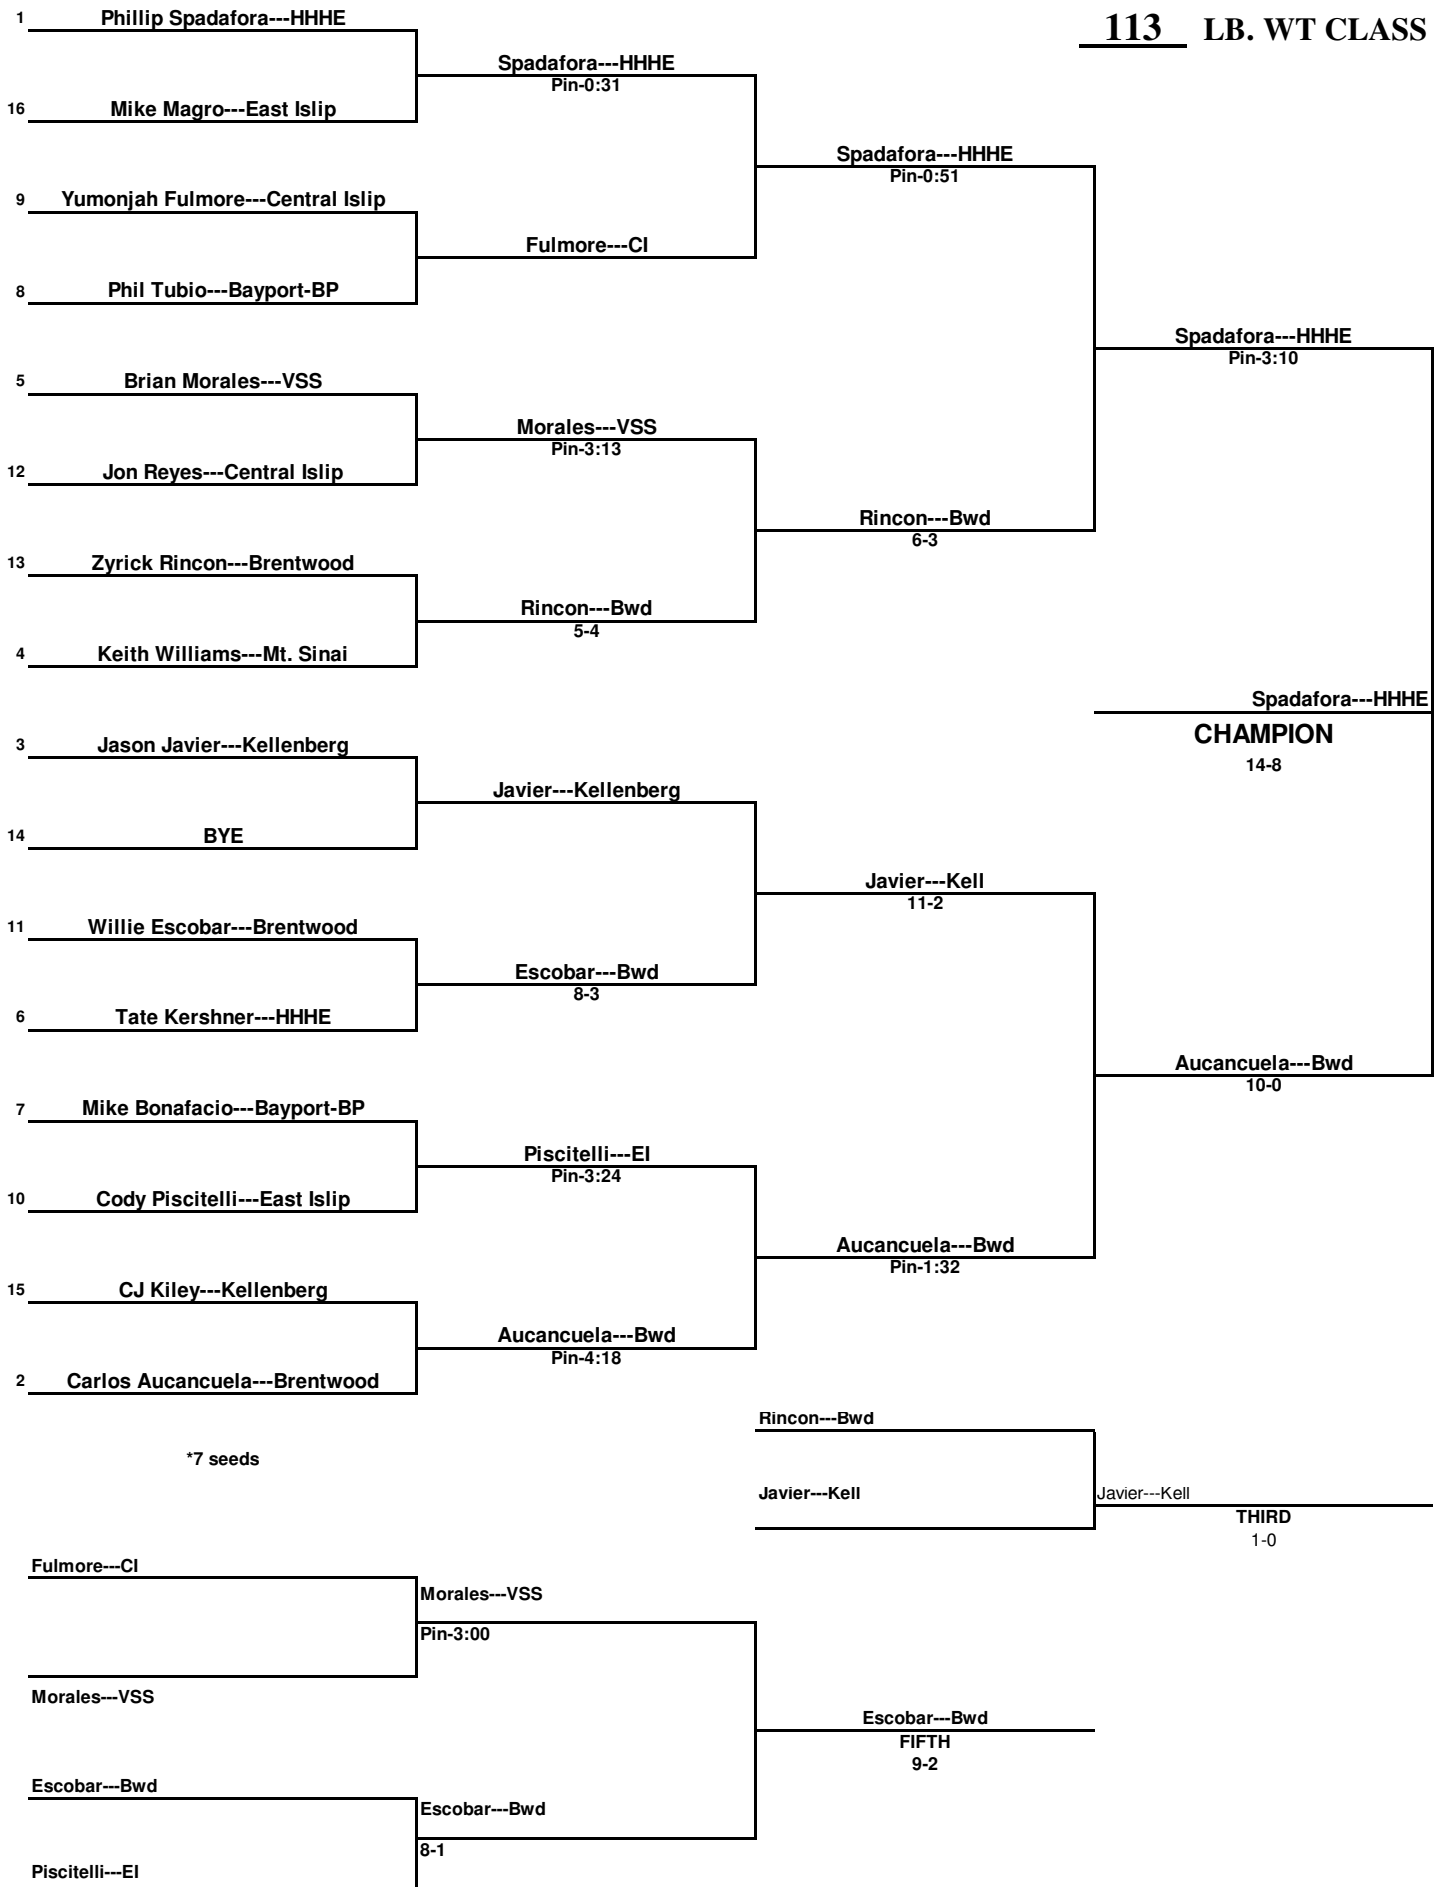 113 LB. WT CLASS
1 Phillip Spadafora---HHHE
Spadafora---HHHE
Pin-0:31
16 Mike Magro---East Islip
Spadafora---HHHE
Pin-0:51
9 Yumonjah Fulmore---Central Islip
Fulmore---CI
8 Phil Tubio---Bayport-BP
Spadafora---HHHE
Pin-3:10
5 Brian Morales---VSS
Morales---VSS
Pin-3:13
12 Jon Reyes---Central Islip
Rincon---Bwd
6-3
13 Zyrick Rincon---Brentwood
Rincon---Bwd
5-4
4 Keith Williams---Mt. Sinai
Spadafora---HHHE
CHAMPION
14-8
3 Jason Javier---Kellenberg
Javier---Kellenberg
14 BYE
Javier---Kell
11-2
11 Willie Escobar---Brentwood
Escobar---Bwd
8-3
6 Tate Kershner---HHHE
Aucancuela---Bwd
10-0
7 Mike Bonafacio---Bayport-BP
Piscitelli---EI
Pin-3:24
10 Cody Piscitelli---East Islip
Aucancuela---Bwd
Pin-1:32
15 CJ Kiley---Kellenberg
Aucancuela---Bwd
Pin-4:18
2 Carlos Aucancuela---Brentwood
Rincon---Bwd
*7 seeds
Javier---Kell
Javier---Kell
THIRD
1-0
Fulmore---CI
Morales---VSS
Pin-3:00
Morales---VSS
Escobar---Bwd
FIFTH
9-2
Escobar---Bwd
Escobar---Bwd
8-1
Piscitelli---EI